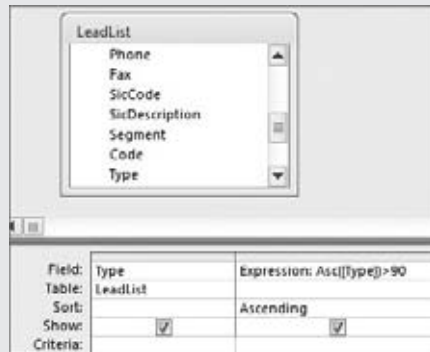 LeadList
Phone
Fax
SicCode
SicDescription
Segment
Code
Type
Field: Type Expression: Asc([Type])>90
Table: LeadList
Sort: Ascending
Show:
Criteria: